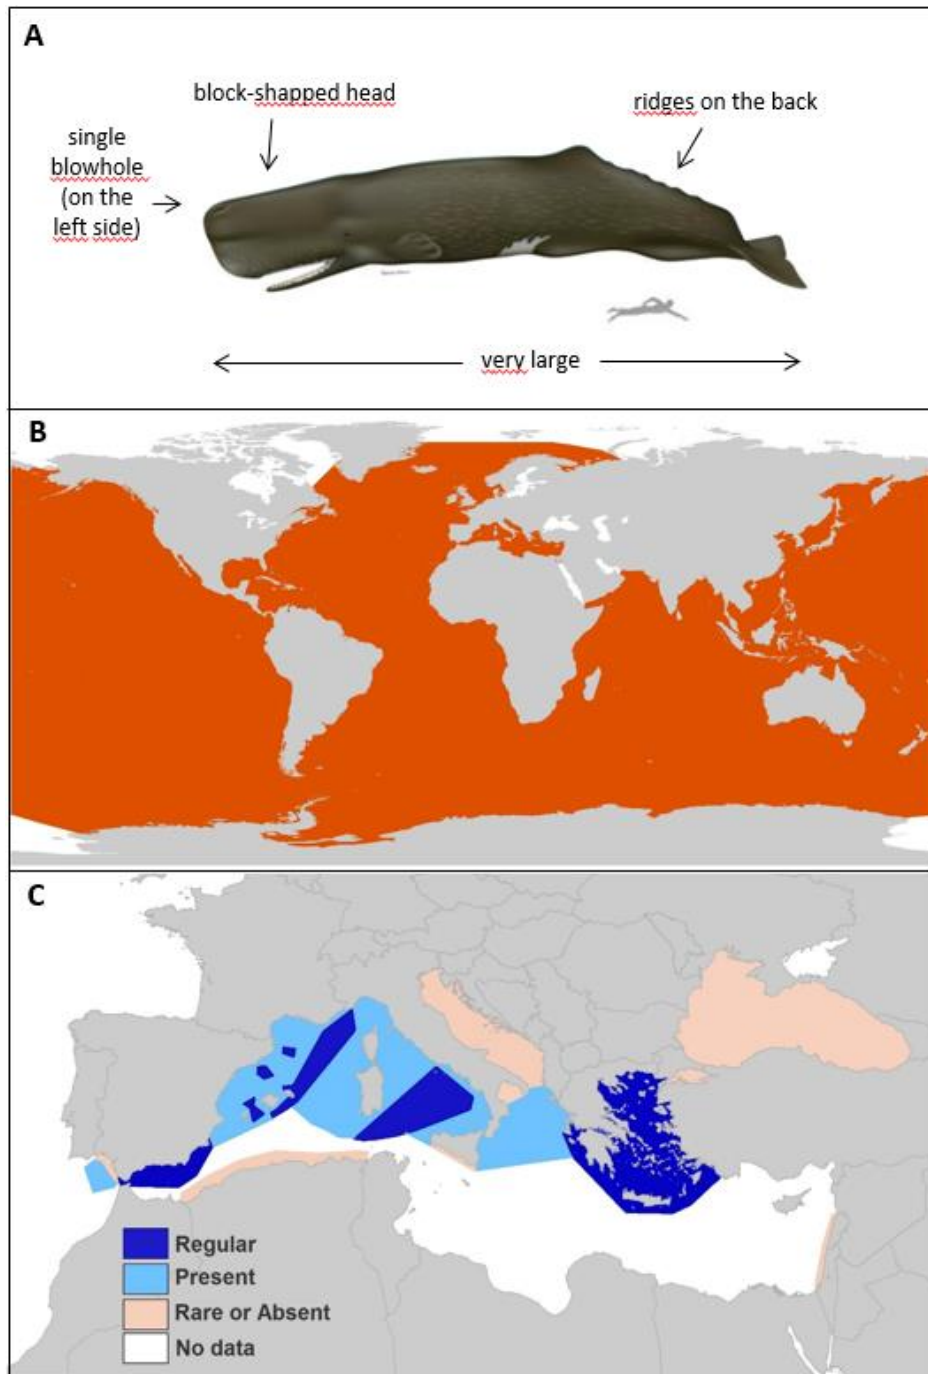 A
block-shapped head
ridges on the back
single
blowhole
(on the
left side)
very large
B
C
Regular
Present
Rare or Absent
No data